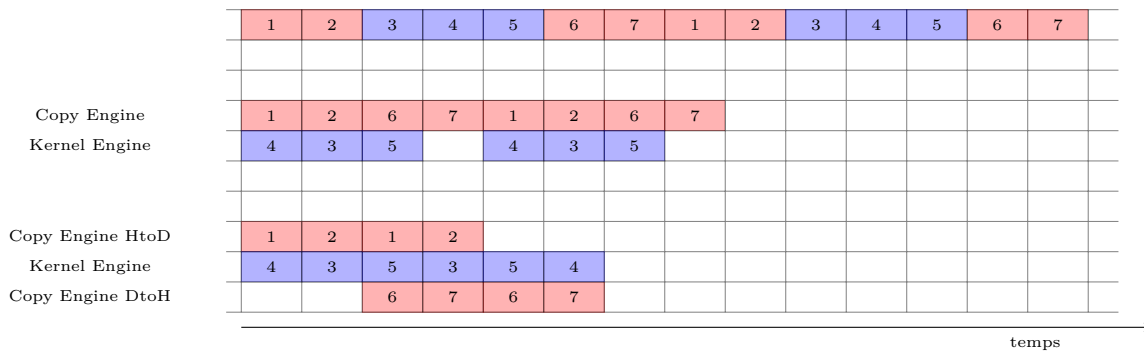 1 2 3 4 5 6 7 1 2 3 4 5 6 7
Copy Engine 1 2 6 7 1 2 6 7
Kernel Engine 4 3 5 4 3 5
Copy Engine HtoD 1 2 1 2
Kernel Engine 4 3 5 3 5 4
Copy Engine DtoH 6 7 6 7
temps